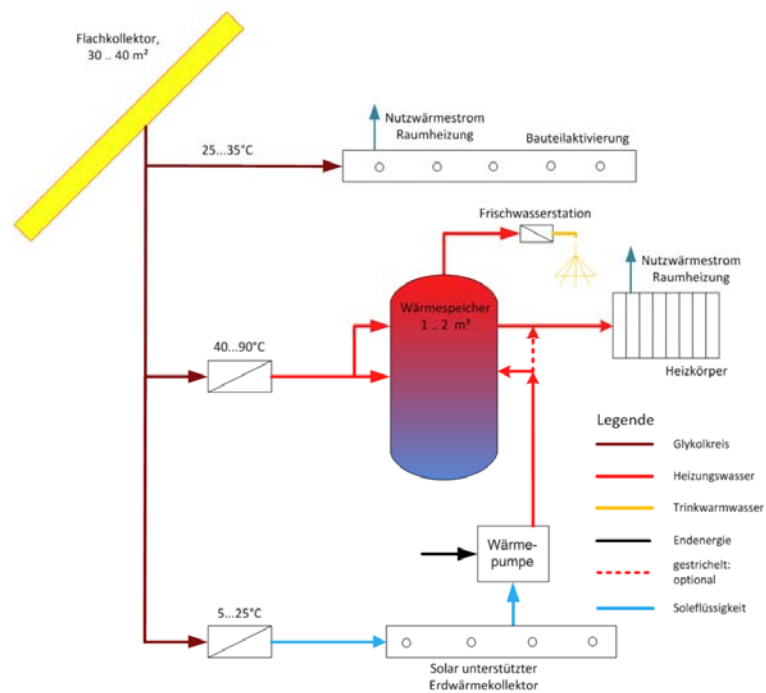 Flachkollektor,
30 .. 40 m²
Nutzwärmestrom
Raumheizung
Bauteilaktivierung
25...35°C
Frischwasserstation
Nutzwärmestrom
Raumheizung
Wärmespeicher
1 .. 2 m³
40...90°C
Heizkörper
Legende
Glykolkreis
Heizungswasser
Trinkwarmwasser
Endenergie
gestrichelt:
optional
Soleflüssigkeit
Wärme-
pumpe
5...25°C
Solar unterstützter
Erdwärmekollektor